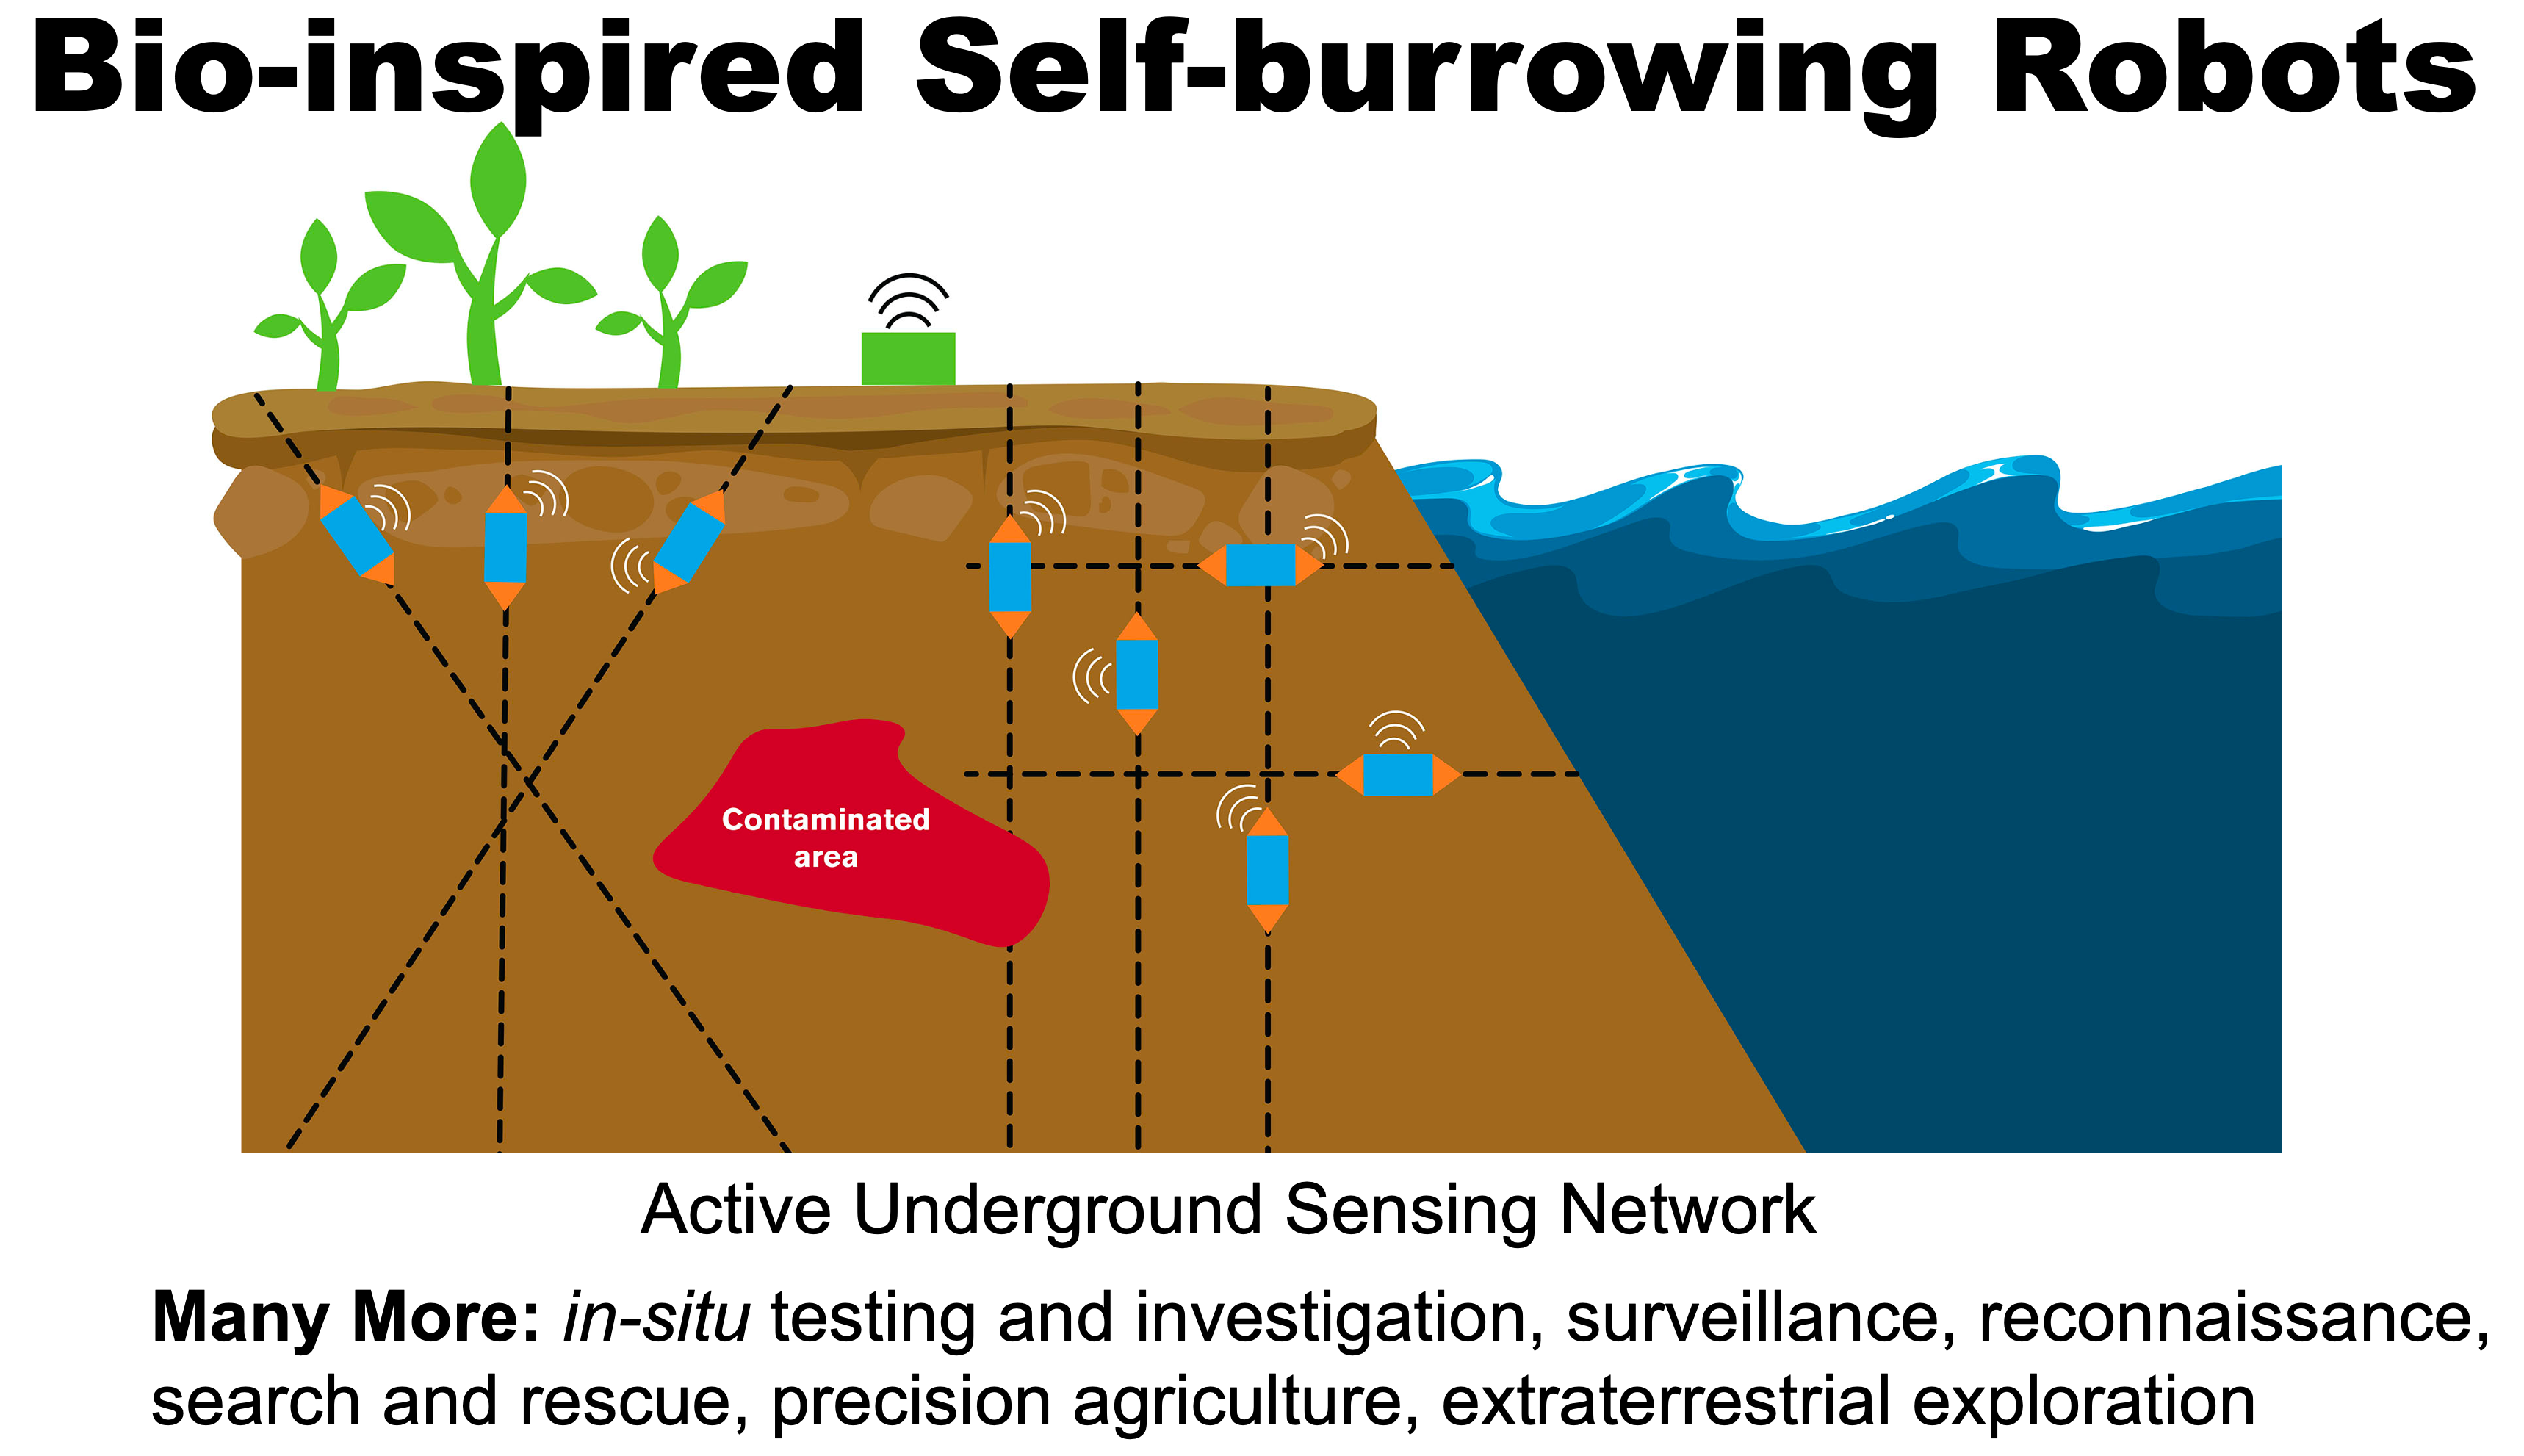 Bio-inspired Self-burrowing Robots
Contaminated
area
Active Underground Sensing Network
Many More: in-situ testing and investigation, surveillance, reconnaissance,
search and rescue, precision agriculture, extraterrestrial exploration